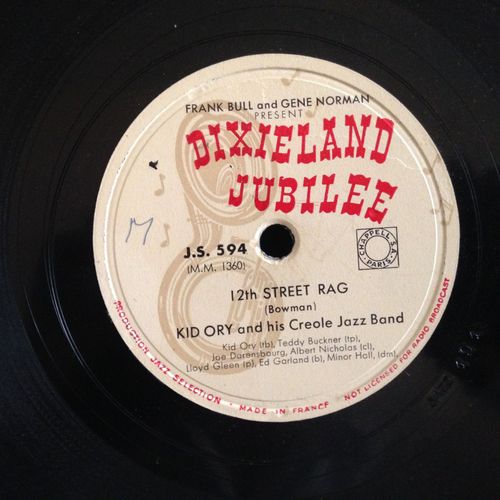 FRANK BULL and GENE NORMAN
PRESENT
DIXIELAND
JUBILEE
M
J.S. 594
(M.M. 1360)
CHAPPELL S.A.
PARIS
12th STREET RAG
(Bowman)
KID ORY and his Creole Jazz Band
Kid Ory (tb), Teddy Buckner (tp),
Joe Darensbourg, Albert Nicholas (cl),
Lloyd Gleen (p), Ed Garland (b), Minor Hall, (dm),
PRODUCTION JAZZ SELECTION - MADE IN FRANCE - NOT LICENSED FOR RADIO BROADCAST